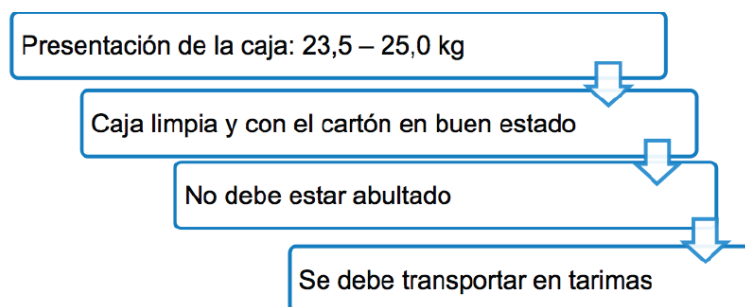 Presentación de la caja: 23,5 – 25,0 kg
Caja limpia y con el cartón en buen estado
No debe estar abultado
Se debe transportar en tarimas